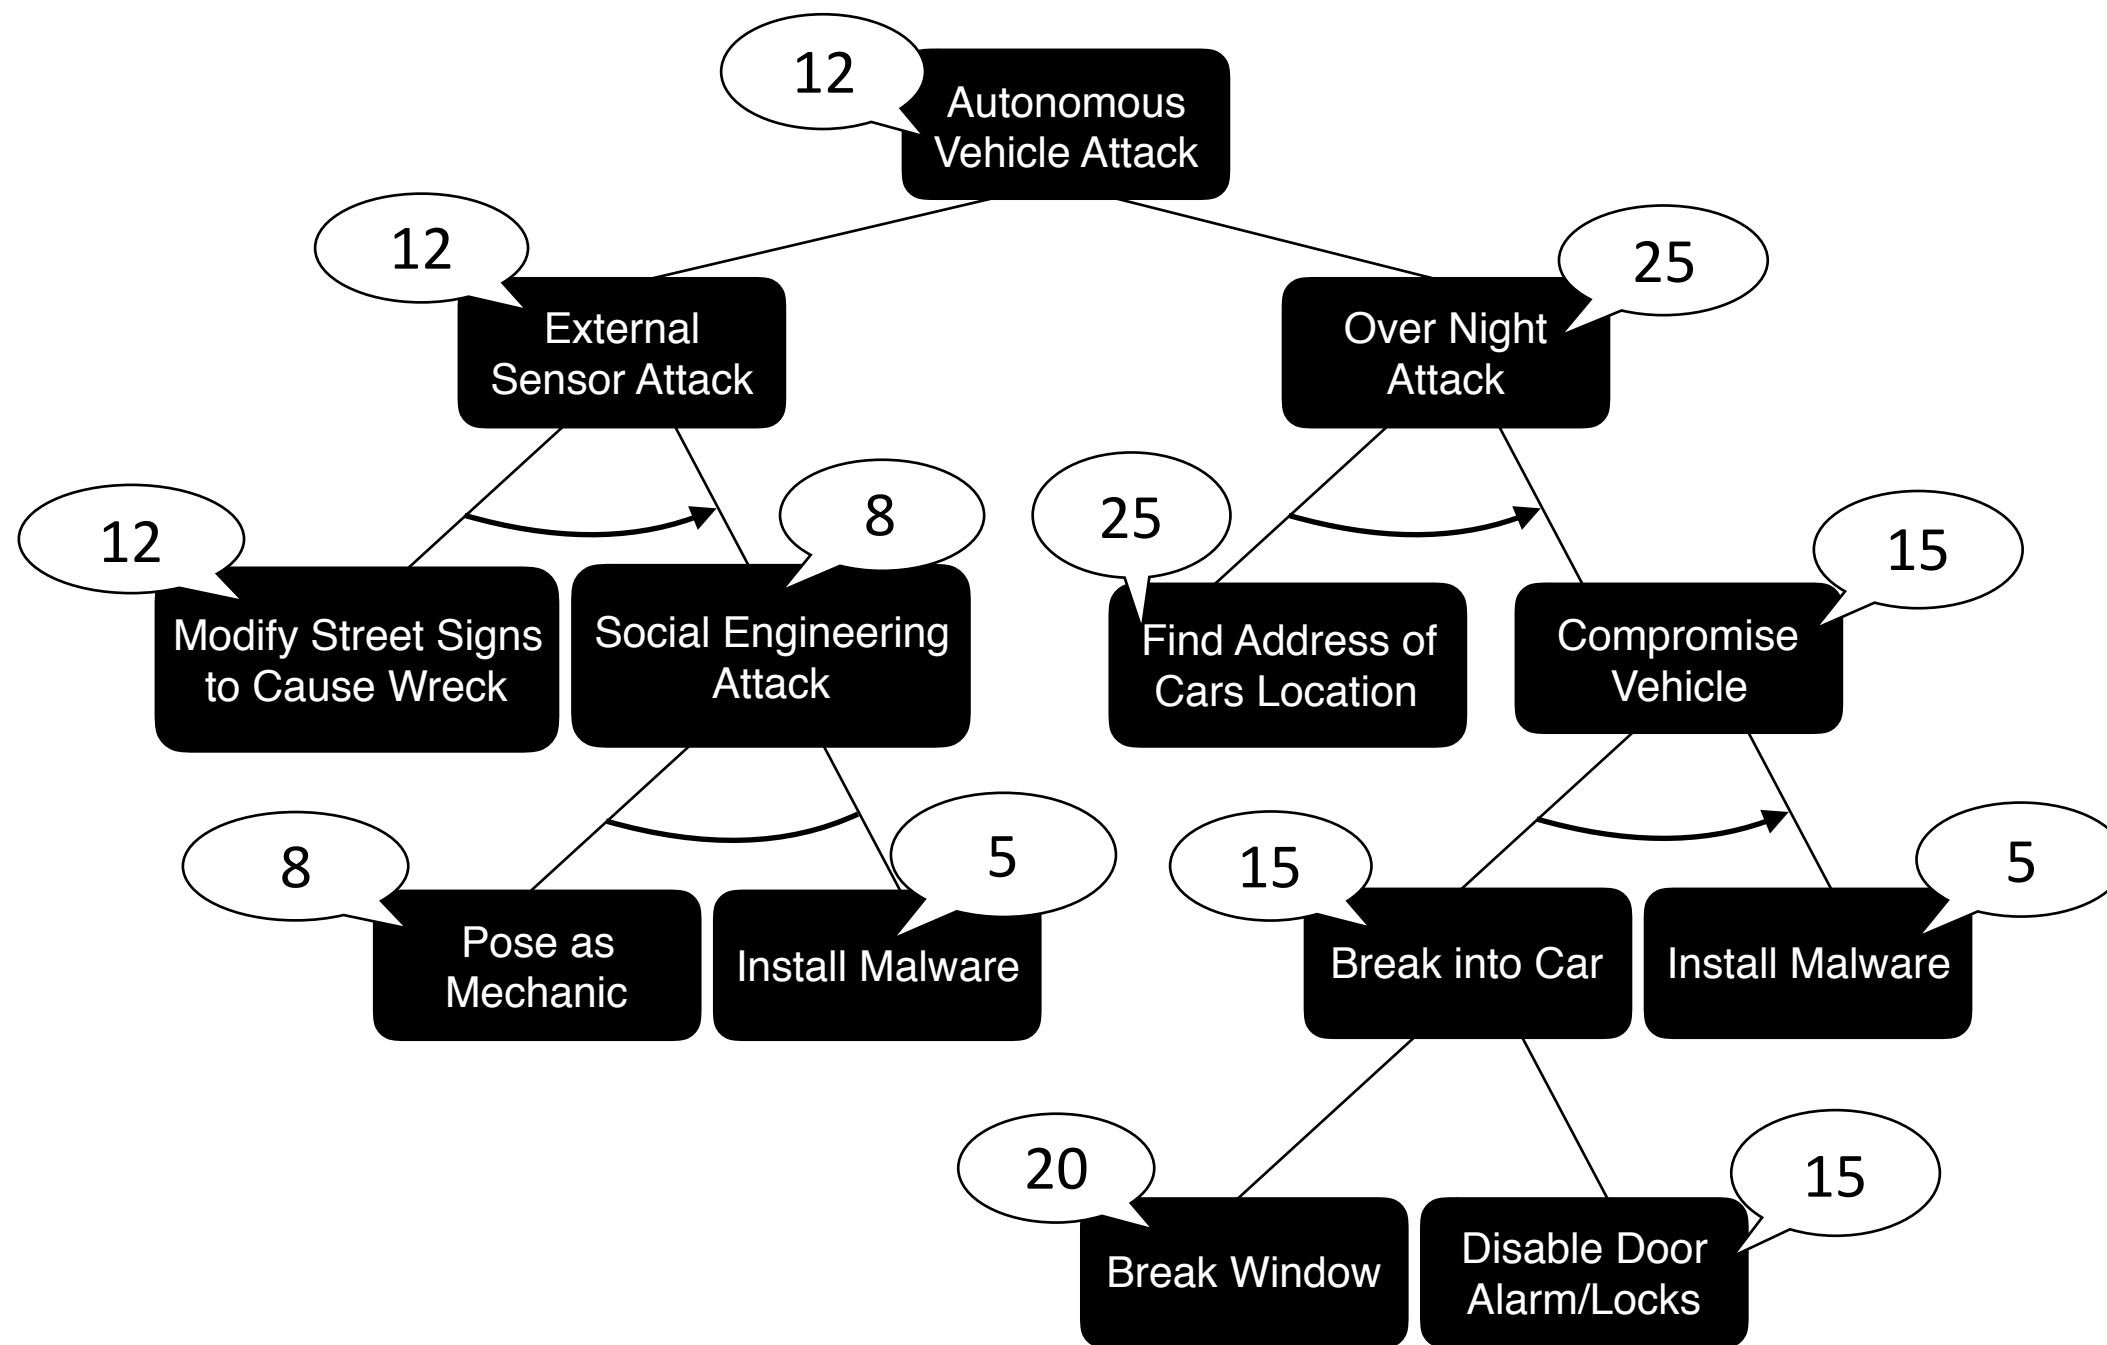 12
Autonomous
Vehicle Attack
12
External
Sensor Attack
25
Over Night
Attack
12
Modify Street Signs
to Cause Wreck
8
Social Engineering
Attack
25
Find Address of
Cars Location
15
Compromise
Vehicle
8
Pose as
Mechanic
5
Install Malware
15
Break into Car
5
Install Malware
20
Break Window
15
Disable Door
Alarm/Locks